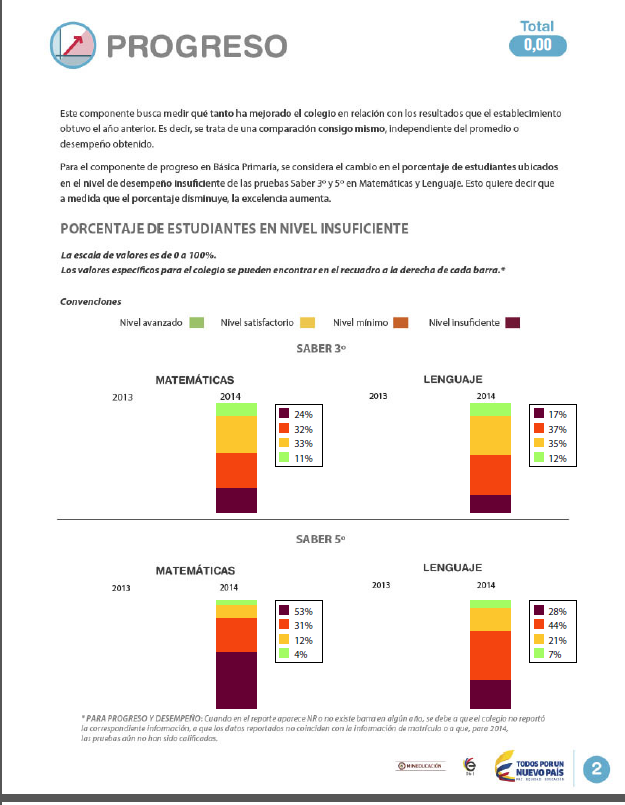 PROGRESO
Total
0,00
Este componente busca medir qué tanto ha mejorado el colegio en relación con los resultados que el establecimiento
obtuvo el año anterior. Es decir, se trata de una comparación consigo mismo, independiente del promedio o
desempeño obtenido.
Para el componente de progreso en Básica Primaria, se considera el cambio en el porcentaje de estudiantes ubicados
en el nivel de desempeño insuficiente de las pruebas Saber 3º y 5º en Matemáticas y Lenguaje. Esto quiere decir que
a medida que el porcentaje disminuye, la excelencia aumenta.
PORCENTAJE DE ESTUDIANTES EN NIVEL INSUFICIENTE
La escala de valores es de 0 a 100%.
Los valores específicos para el colegio se pueden encontrar en el recuadro a la derecha de cada barra.*
Convenciones
Nivel avanzado Nivel satisfactorio Nivel mínimo Nivel insuficiente
SABER 3º
MATEMÁTICAS
2013 2014
24%
32%
33%
11%
LENGUAJE
2013 2014
17%
37%
35%
12%
SABER 5º
MATEMÁTICAS
2013 2014
53%
31%
12%
4%
LENGUAJE
2013 2014
28%
44%
21%
7%
* PARA PROGRESO Y DESEMPEÑO: Cuando en el reporte aparece NR o no existe barra en algún año, se debe a que el colegio no reportó
la correspondiente información, a que los datos reportados no coinciden con la información de matrícula o a que, para 2014,
las pruebas aún no han sido calificadas.
MINEDUCACIÓN
TODOS POR UN
NUEVO PAÍS
PAZ EQUIDAD EDUCACIÓN
2